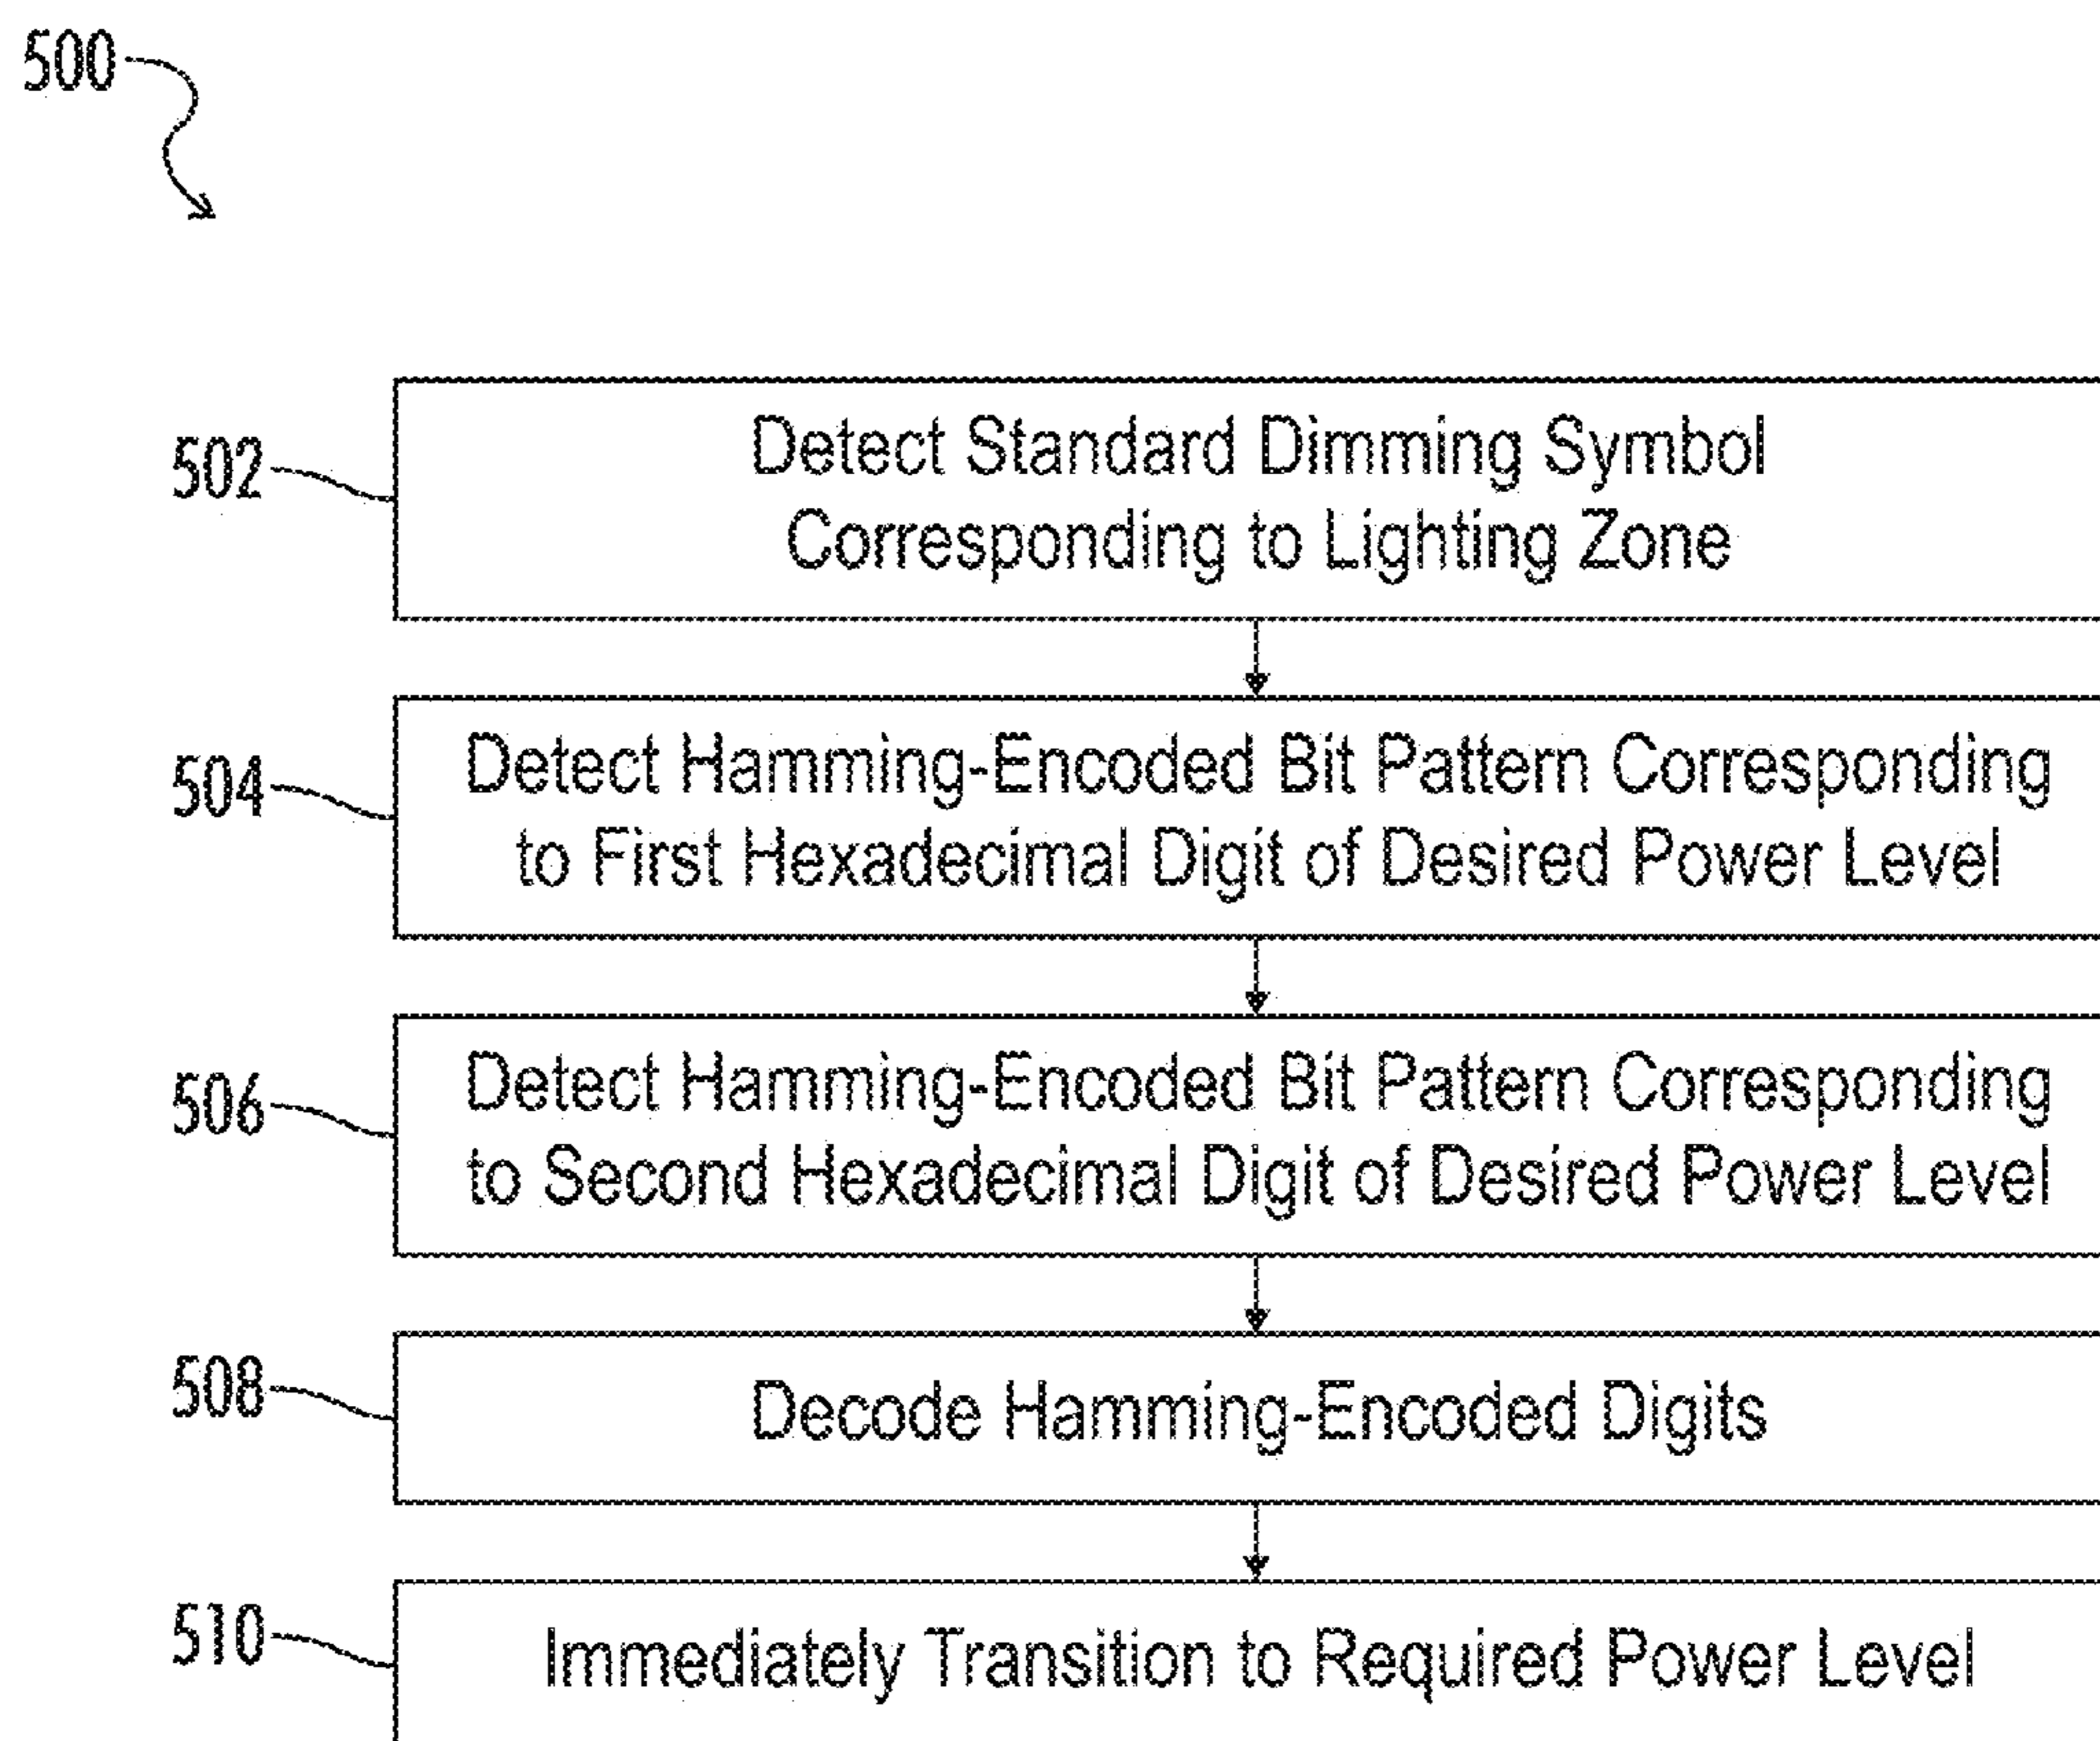 500
502
Detect Standard Dimming Symbol
Corresponding to Lighting Zone
504
Detect Hamming-Encoded Bit Pattern Corresponding
to First Hexadecimal Digit of Desired Power Level
506
Detect Hamming-Encoded Bit Pattern Corresponding
to Second Hexadecimal Digit of Desired Power Level
508
Decode Hamming-Encoded Digits
510
Immediately Transition to Required Power Level